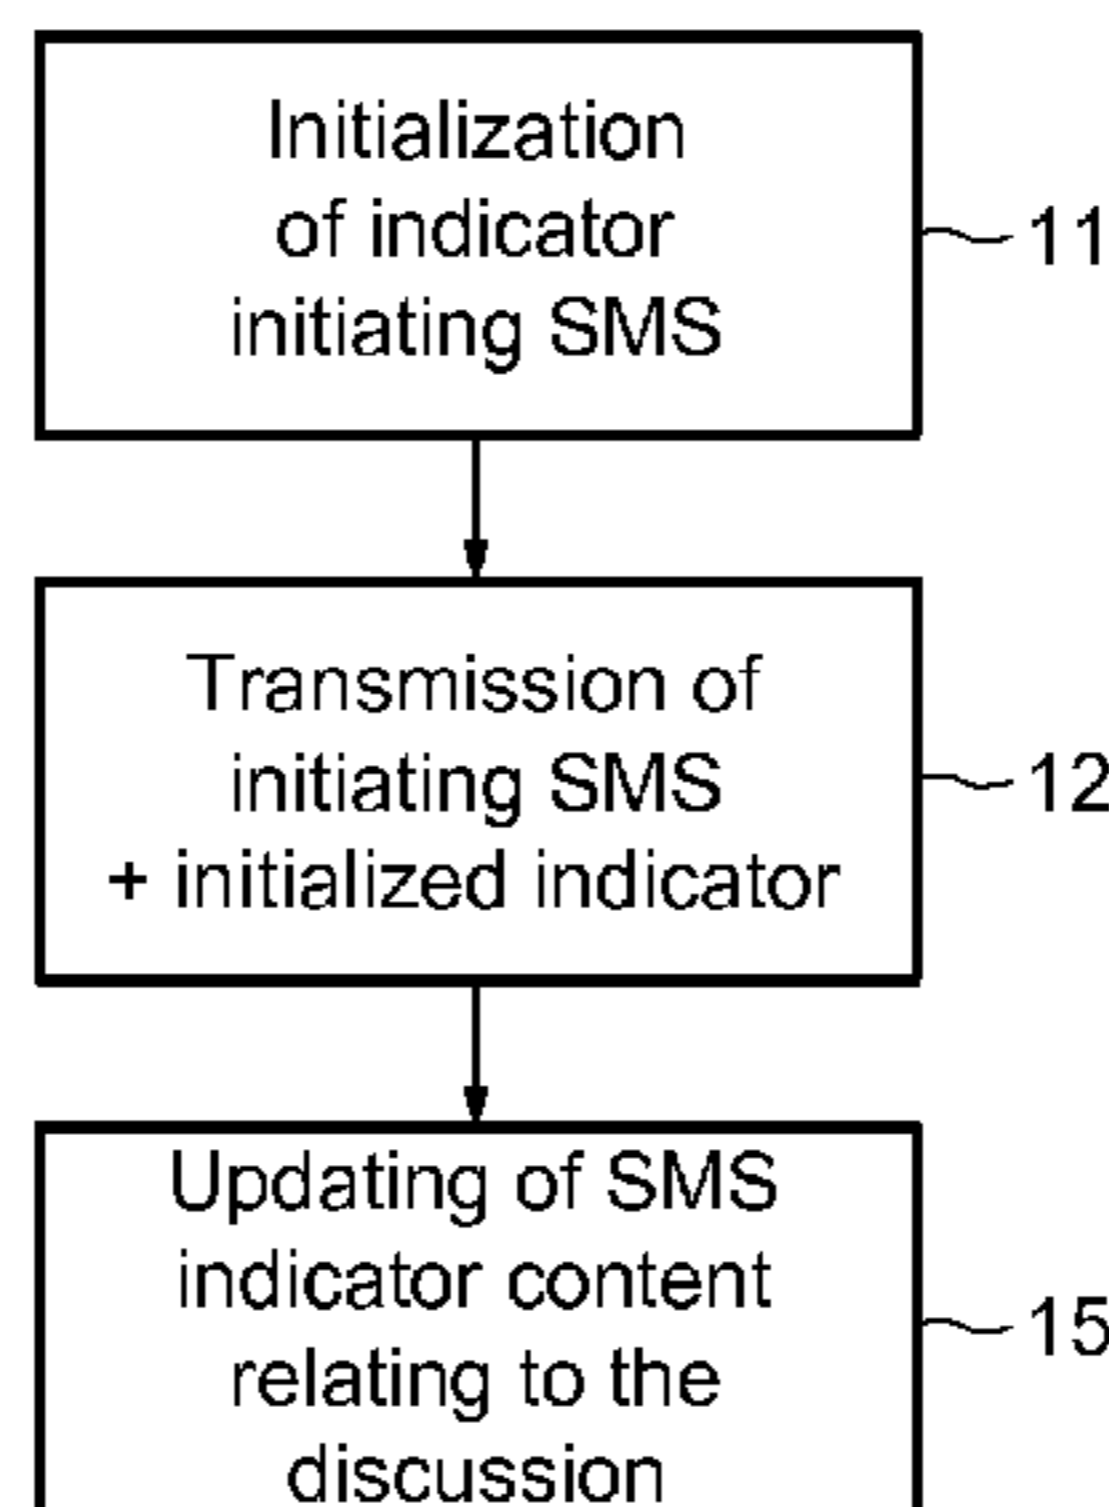 Initialization
of indicator
initiating SMS
11
Transmission of
initiating SMS
+ initialized indicator
12
Updating of SMS
indicator content
relating to the
discussion
15